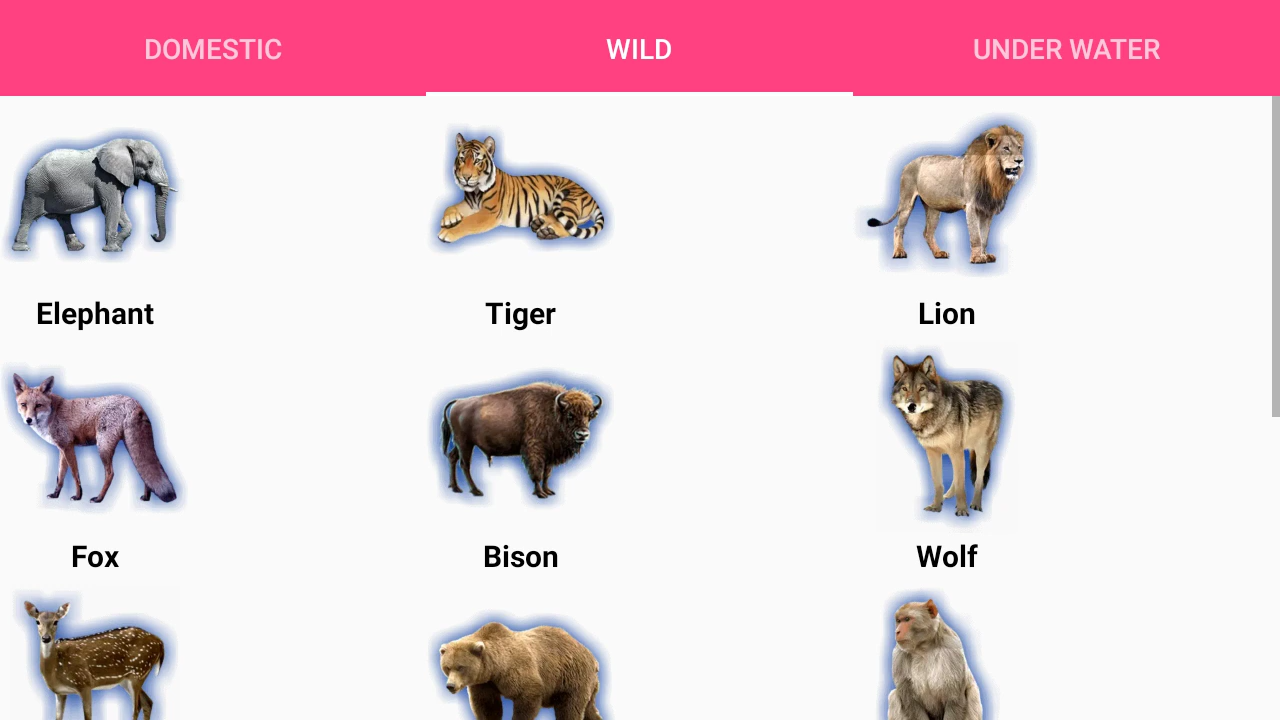 DOMESTIC
WILD
UNDER WATER
Elephant
Tiger
Lion
Fox
Bison
Wolf